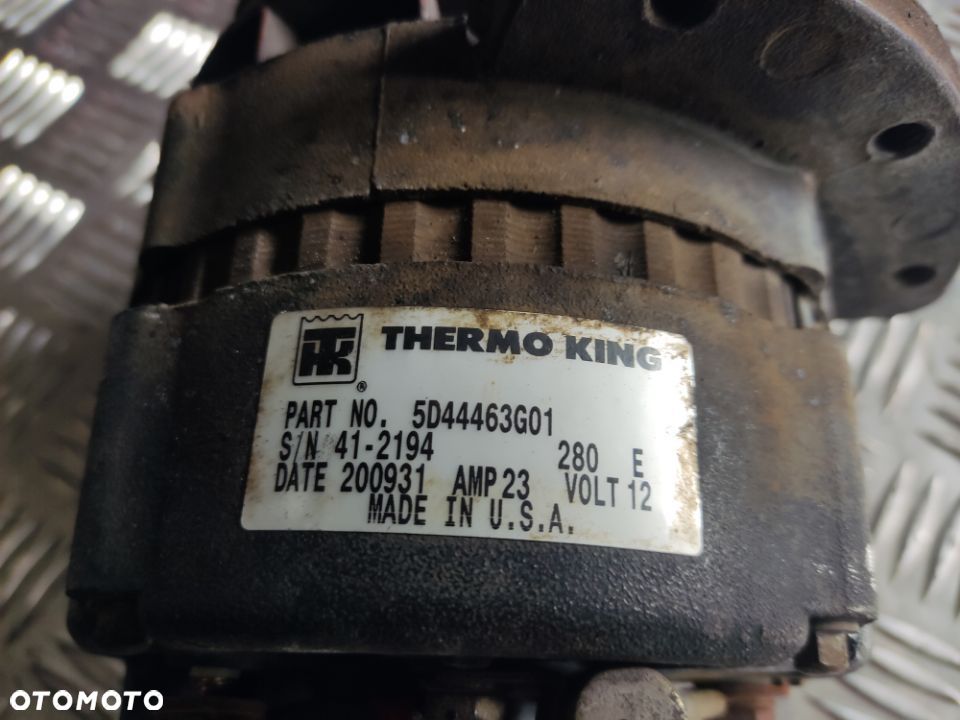 TK
®
THERMO KING
PART NO. 5D44463G01
S/N 41-2194 280 E
DATE 200931 AMP 23 VOLT 12
MADE IN U.S.A.
OTOMOTO